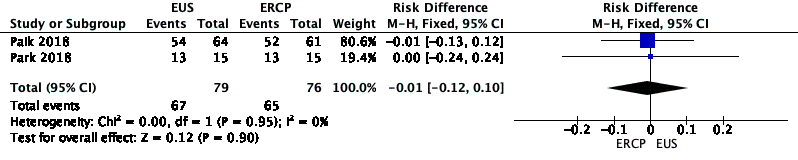 EUS ERCP Risk Difference Risk Difference
Study or Subgroup Events Total Events Total Weight M-H, Fixed, 95% CI M-H, Fixed, 95% CI
Paik 2018 54 64 52 61 80.6% -0.01 [-0.13, 0.12]
Park 2018 13 15 13 15 19.4% 0.00 [-0.24, 0.24]
Total (95% CI) 79 76 100.0% -0.01 [-0.12, 0.10]
Total events 67 65
Heterogeneity: Chi² = 0.00, df = 1 (P = 0.95); I² = 0%
Test for overall effect: Z = 0.12 (P = 0.90)
-0.2 -0.1 0 0.1 0.2
ERCP EUS